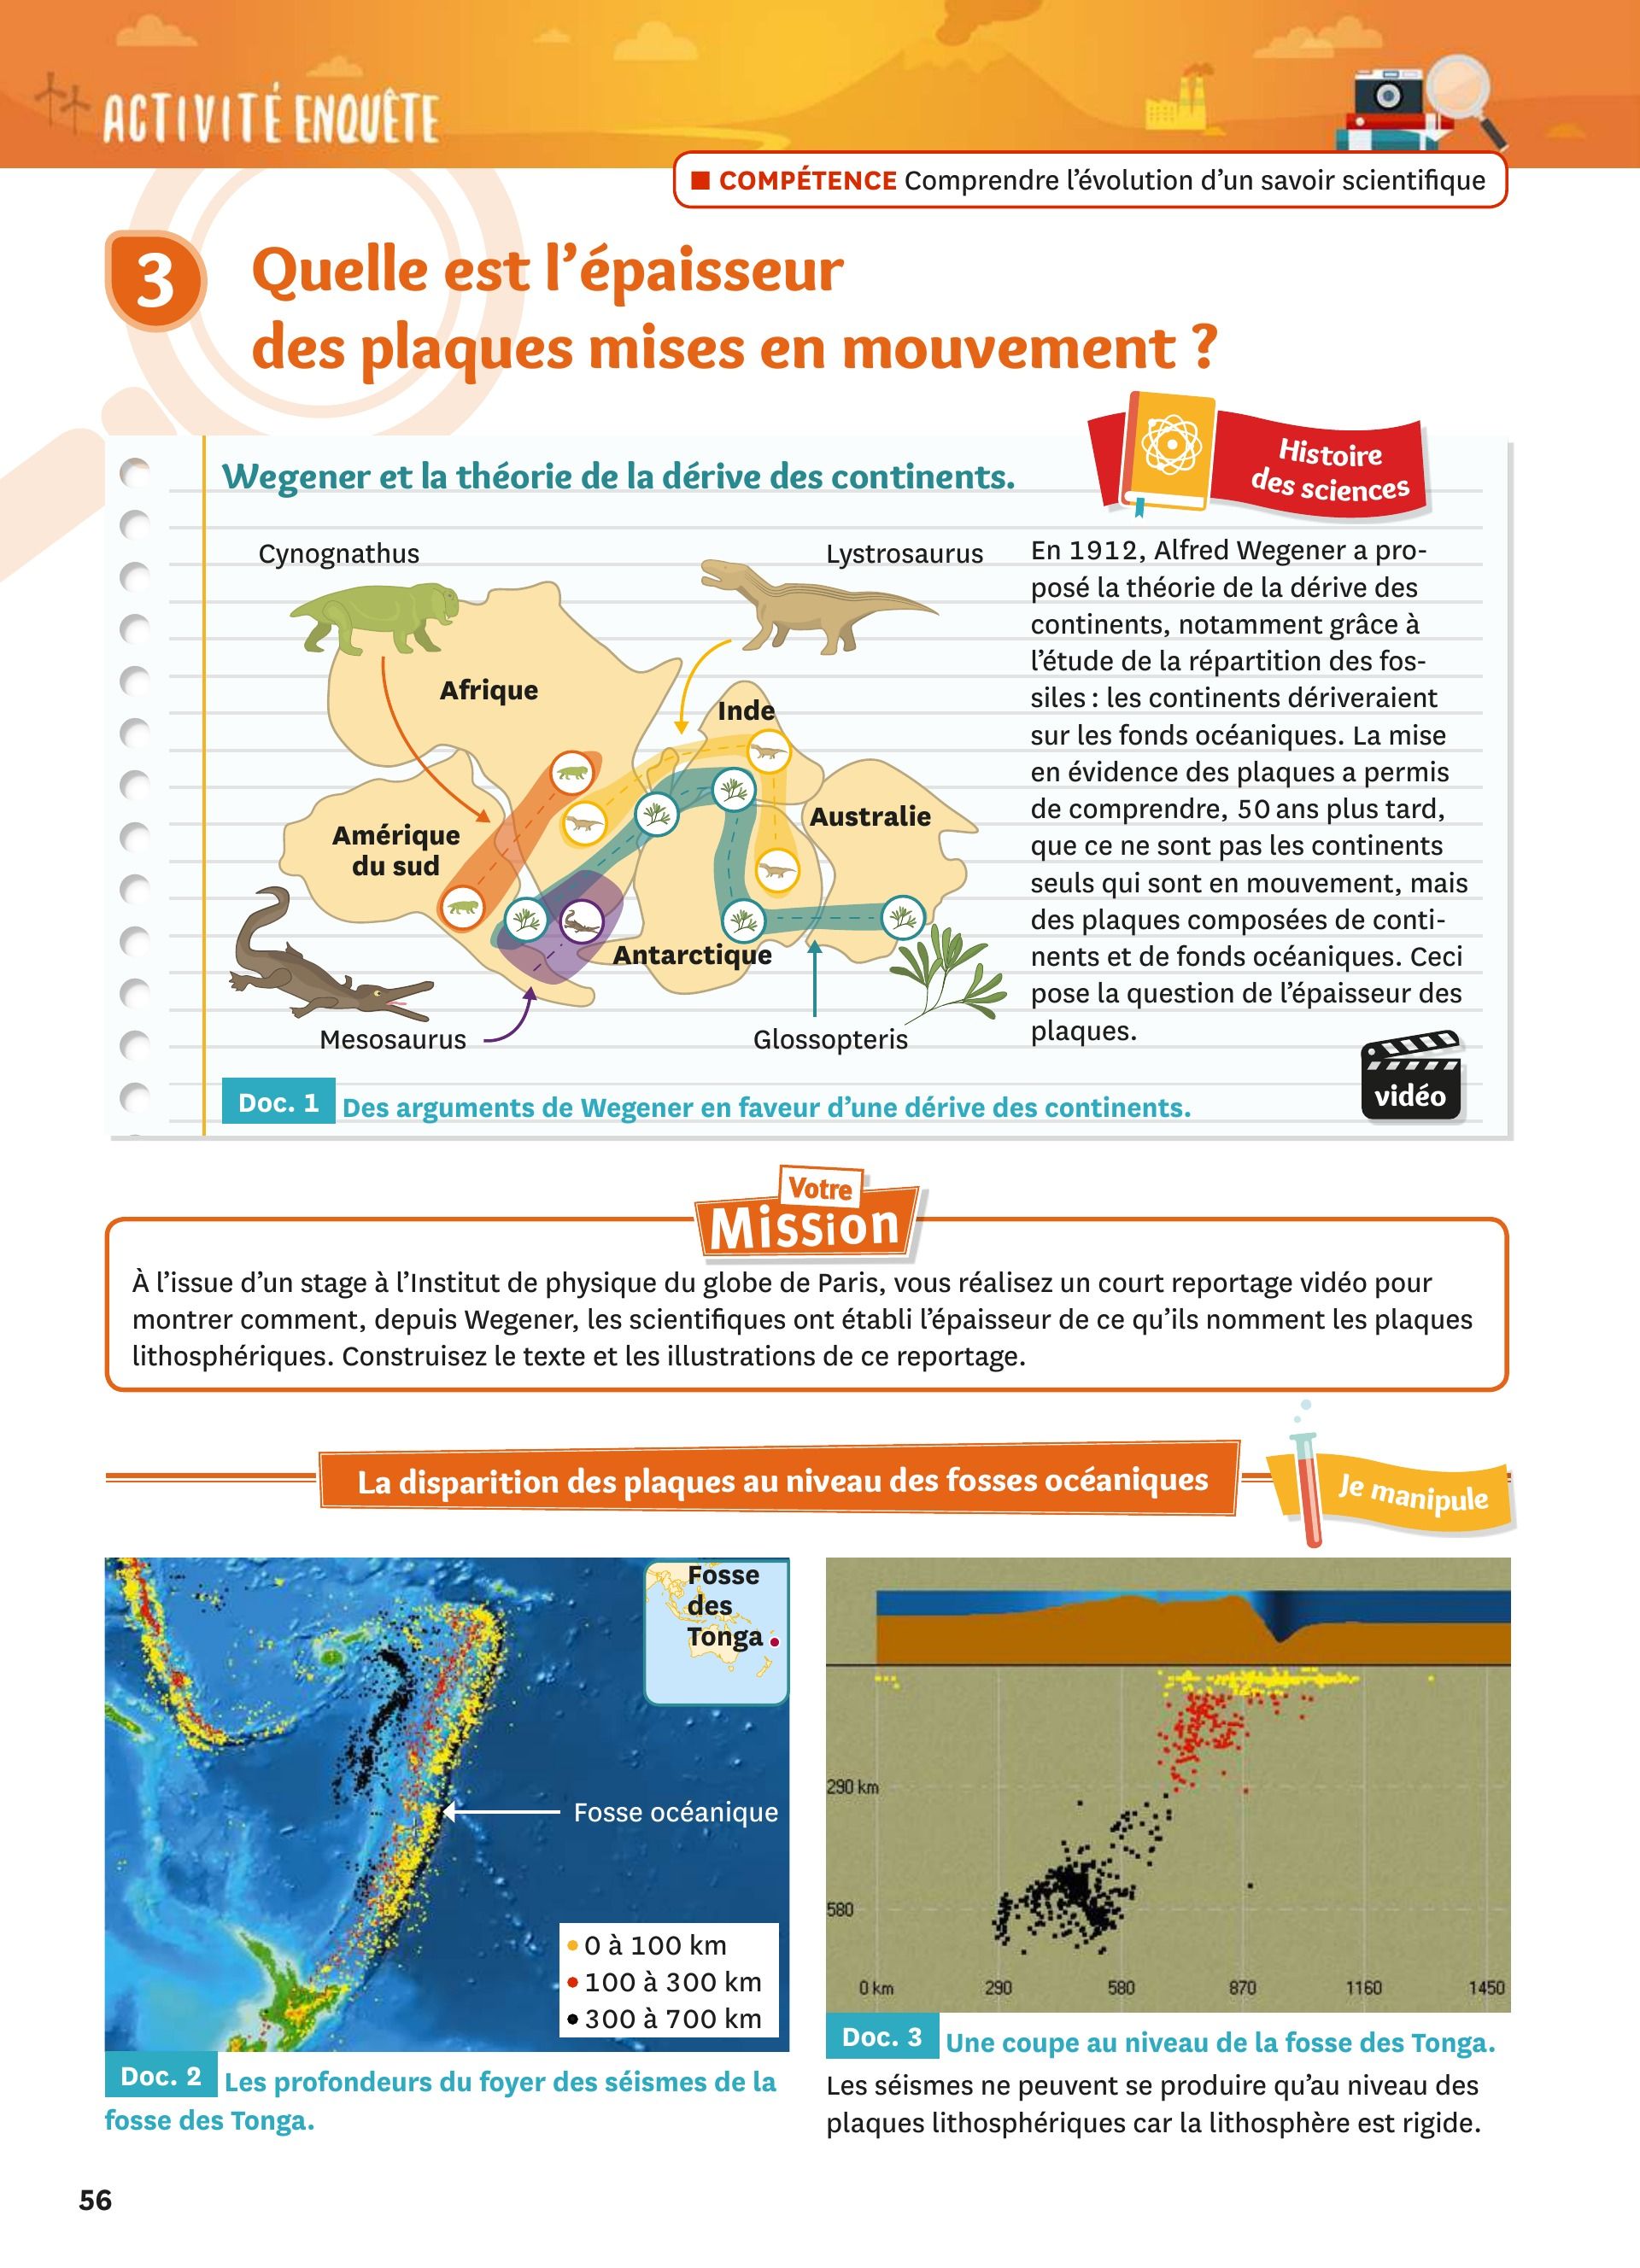 ACTIVITÉ ENQUÊTE
COMPÉTENCE Comprendre l'évolution d'un savoir scientifique
3
Quelle est l'épaisseur
des plaques mises en mouvement ?
Histoire
des sciences
Wegener et la théorie de la dérive des continents.
Cynognathus
Lystrosaurus
Afrique
Inde
Amérique
du sud
Australie
Antarctique
Mesosaurus
Glossopteris
En 1912, Alfred Wegener a pro-
posé la théorie de la dérive des
continents, notamment grâce à
l'étude de la répartition des fos-
siles : les continents dériveraient
sur les fonds océaniques. La mise
en évidence des plaques a permis
de comprendre, 50 ans plus tard,
que ce ne sont pas les continents
seuls qui sont en mouvement, mais
des plaques composées de conti-
nents et de fonds océaniques. Ceci
pose la question de l'épaisseur des
plaques.
vidéo
Doc. 1 Des arguments de Wegener en faveur d'une dérive des continents.
Votre
Mission
À l'issue d'un stage à l'Institut de physique du globe de Paris, vous réalisez un court reportage vidéo pour
montrer comment, depuis Wegener, les scientifiques ont établi l'épaisseur de ce qu'ils nomment les plaques
lithosphériques. Construisez le texte et les illustrations de ce reportage.
La disparition des plaques au niveau des fosses océaniques
Je manipule
Fosse
des
Tonga
Fosse océanique
0 à 100 km
100 à 300 km
300 à 700 km
Doc. 2 Les profondeurs du foyer des séismes de la
fosse des Tonga.
290 km
580
0 km 290 580 870 1160 1450
Doc. 3 Une coupe au niveau de la fosse des Tonga.
Les séismes ne peuvent se produire qu'au niveau des
plaques lithosphériques car la lithosphère est rigide.
56